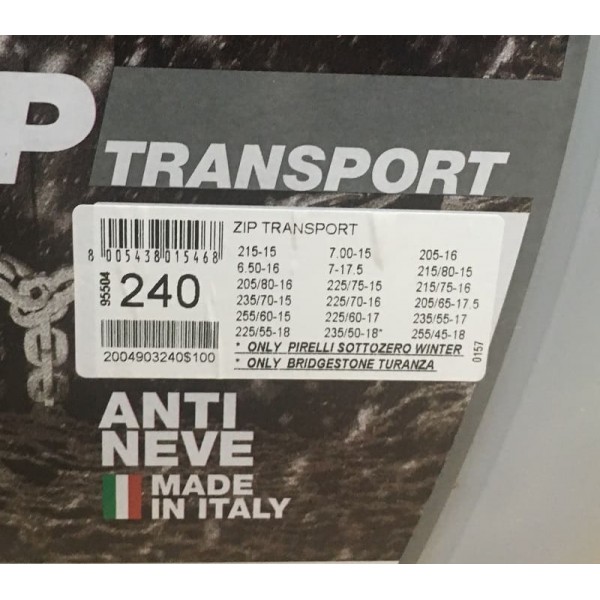 P
TRANSPORT
ZIP TRANSPORT
215-15 7.00-15 205-16
6.50-16 7-17.5 215/80-15
205/80-16 225/75-15 215/75-16
235/70-15 225/70-16 205/65-17.5
255/60-15 225/60-17 235/55-17
225/55-18 235/50-18* 255/45-18
* ONLY PIRELLI SOTTOZERO WINTER
*ONLY BRIDGESTONE TURANZA
8 005438 015468
95504
240
2004903240$100
0157
ANTI
NEVE
MADE
IN ITALY